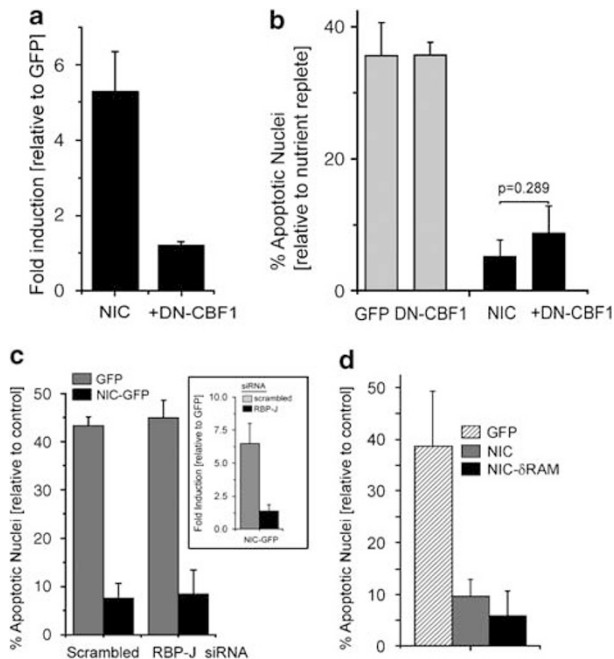 a
Fold induction [relative to GFP]
6
4
2
0
NIC
+DN-CBF1
b
% Apoptotic Nuclei
[relative to nutrient replete]
40
20
0
p=0.289
GFP DN-CBF1
NIC
+DN-CBF1
c
% Apoptotic Nuclei [relative to control]
GFP
NIC-GFP
50
40
30
20
10
0
Scrambled
RBP-J siRNA
siRNA
scrambled
RBP-J
Fold Induction [relative to GFP]
10.0
7.5
5.0
2.5
0.0
NIC-GFP
d
% Apoptotic Nuclei [relative to control]
50
40
30
20
10
0
GFP
NIC
NIC-δRAM